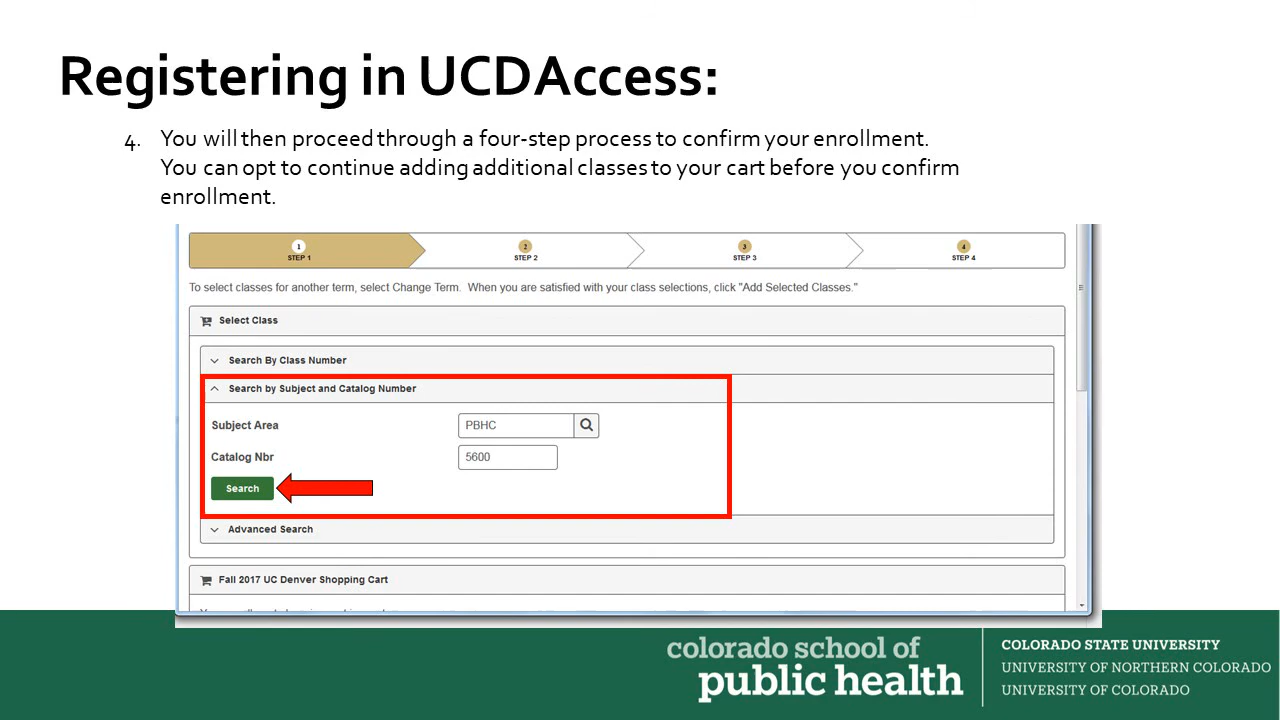 Registering in UCDAccess:
4. You will then proceed through a four-step process to confirm your enrollment.
You can opt to continue adding additional classes to your cart before you confirm
enrollment.
1 2 3 4
STEP 1 STEP 2 STEP 3 STEP 4
To select classes for another term, select Change Term. When you are satisfied with your class selections, click "Add Selected Classes."
Select Class
Search By Class Number
Search by Subject and Catalog Number
Subject Area PBHC
Catalog Nbr 5600
Search
Advanced Search
Fall 2017 UC Denver Shopping Cart
colorado school of
public health
COLORADO STATE UNIVERSITY
UNIVERSITY OF NORTHERN COLORADO
UNIVERSITY OF COLORADO